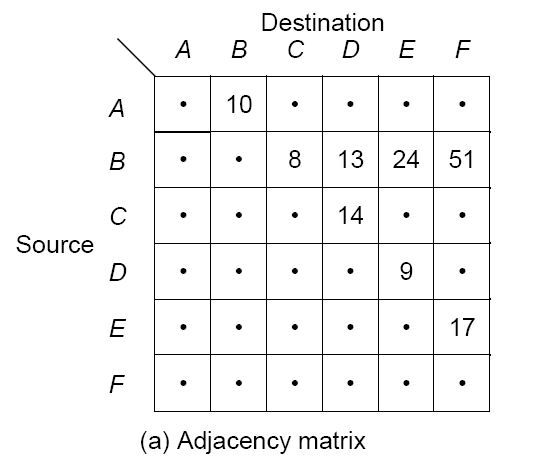 Destination
A B C D E F
A • 10 • • • •
B • • 8 13 24 51
C • • • 14 • •
Source
D • • • • 9 •
E • • • • • 17
F • • • • • •
(a) Adjacency matrix